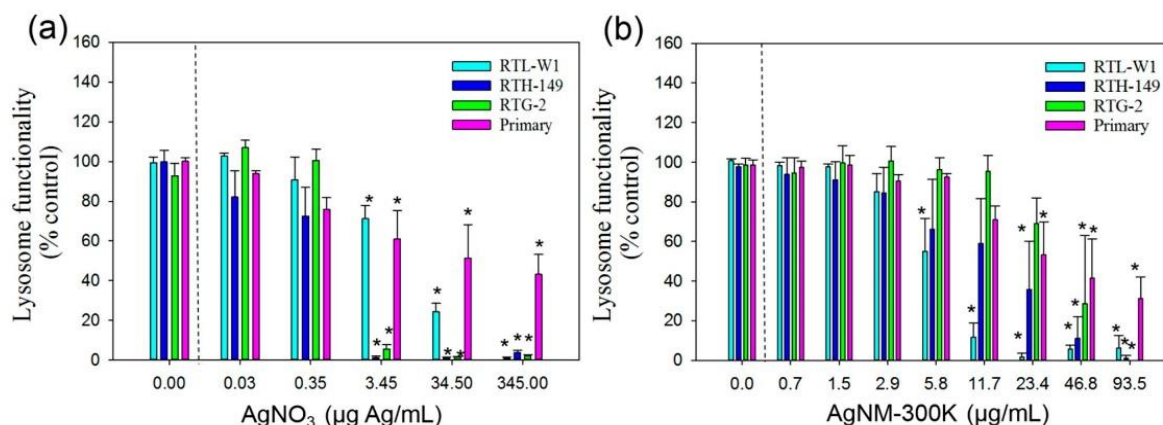 (a)
160
140
120
100
80
60
40
20
0
Lysosome functionality
(% control)
RTL-W1
RTH-149
RTG-2
Primary
* * * *
* * * *
* * * *
0.00 0.03 0.35 3.45 34.50 345.00
AgNO₃ (µg Ag/mL)
(b)
160
140
120
100
80
60
40
20
0
Lysosome functionality
(% control)
RTL-W1
RTH-149
RTG-2
Primary
*
*
* * *
* * * *
* * * *
0.0 0.7 1.5 2.9 5.8 11.7 23.4 46.8 93.5
AgNM-300K (µg/mL)